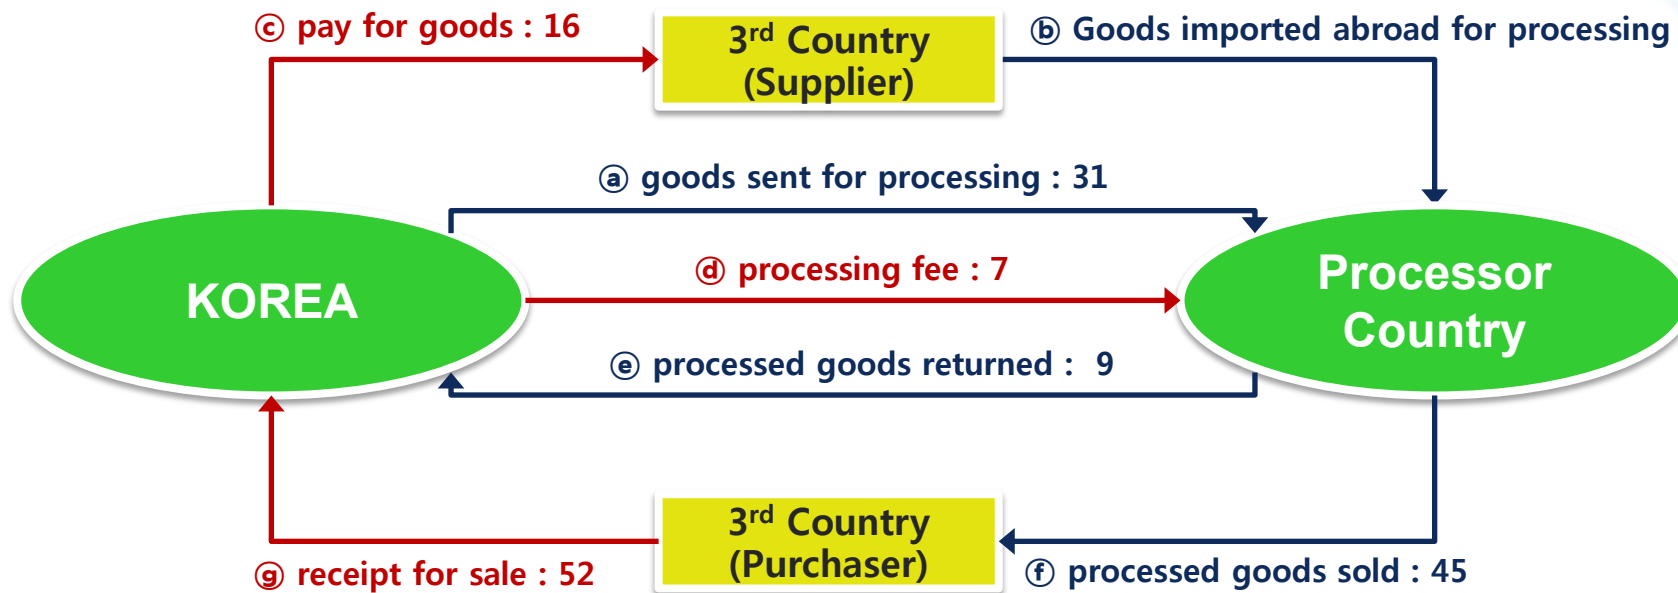 ⓒ pay for goods : 16
3rd Country
(Supplier)
ⓑ Goods imported abroad for processing
ⓐ goods sent for processing : 31
KOREA
ⓓ processing fee : 7
Processor
Country
ⓔ processed goods returned : 9
3rd Country
(Purchaser)
ⓖ receipt for sale : 52
ⓕ processed goods sold : 45